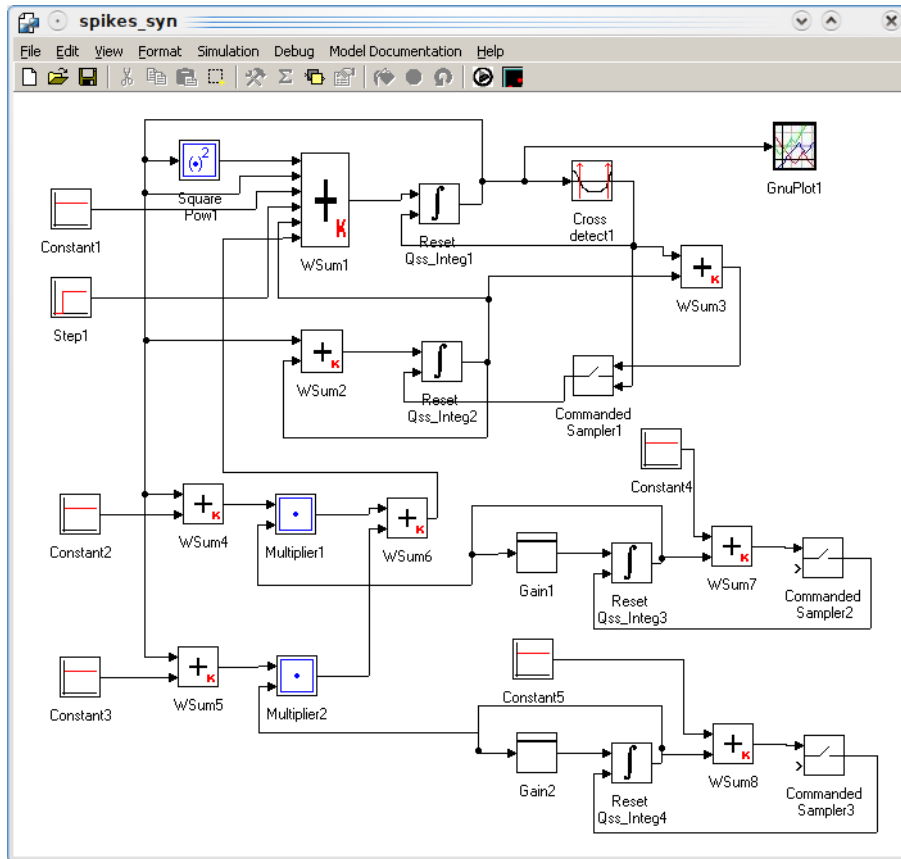 spikes_syn
File Edit View Format Simulation Debug Model Documentation Help
(•)²
Square
Pow1
Constant1
K
WSum1
Reset
Qss_Integ1
Cross
detect1
GnuPlot1
Step1
K
WSum3
K
WSum2
Reset
Qss_Integ2
Commanded
Sampler1
Constant4
Constant2
K
WSum4
Multiplier1
K
WSum6
Gain1
Reset
Qss_Integ3
K
WSum7
Commanded
Sampler2
Constant3
K
WSum5
Multiplier2
Constant5
Gain2
Reset
Qss_Integ4
K
WSum8
Commanded
Sampler3